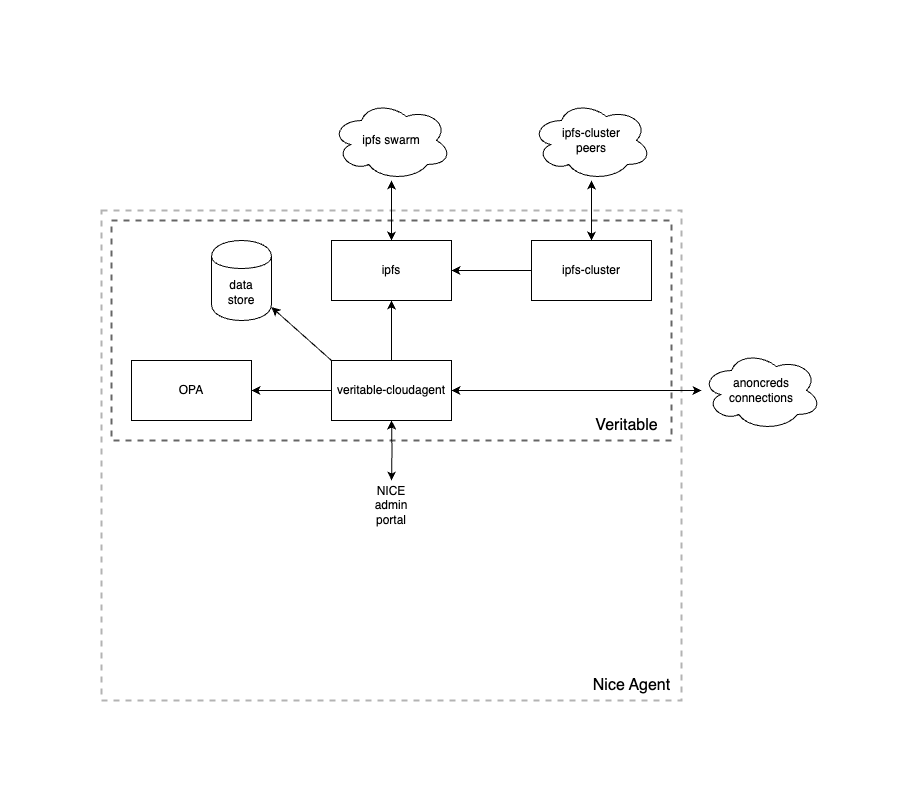 ipfs swarm
ipfs-cluster
peers
data
store
ipfs
ipfs-cluster
OPA
veritable-cloudagent
anoncreds
connections
Veritable
NICE
admin
portal
Nice Agent